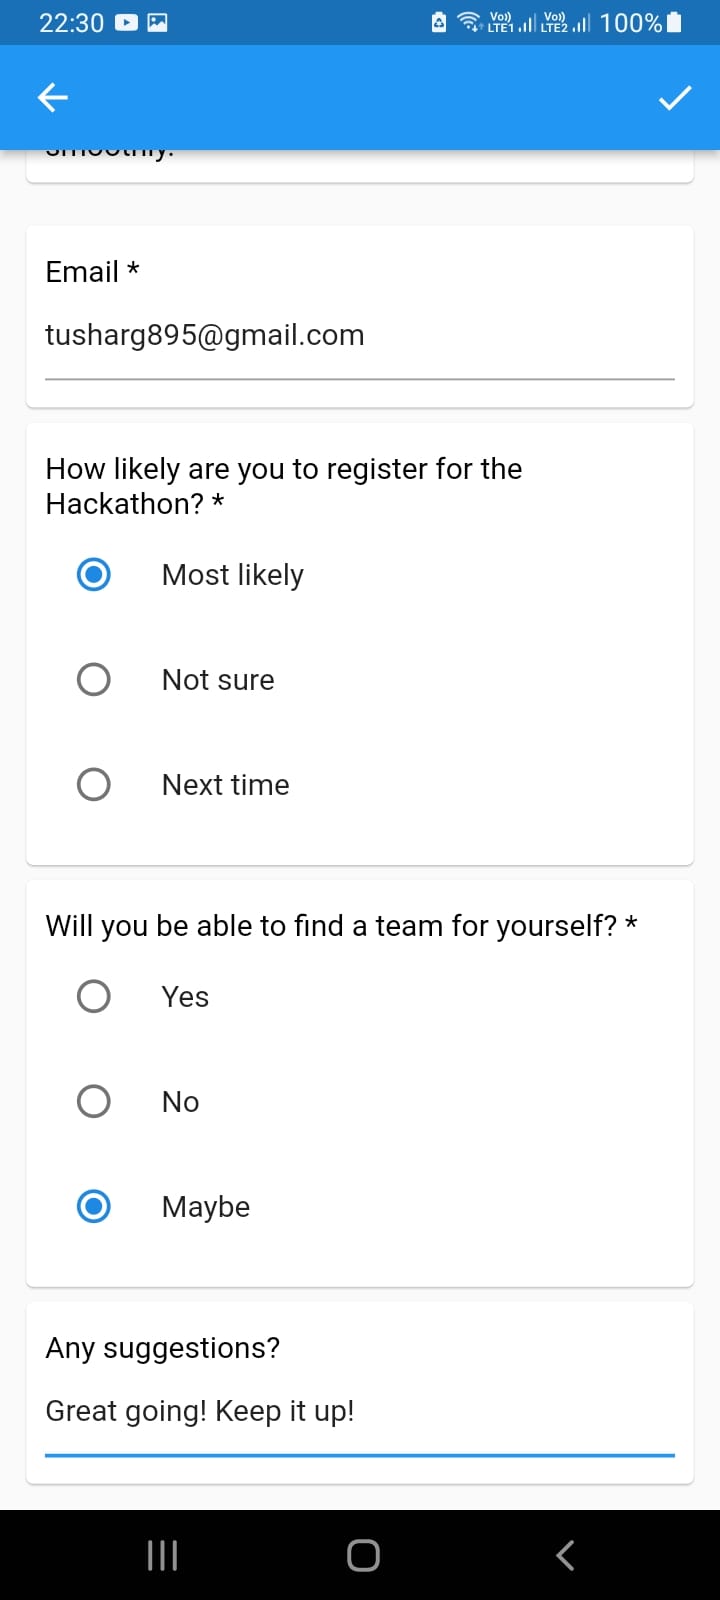 22:30
Vo)) LTE1 Vo)) LTE2 100%
smoothly.
Email *
tusharg895@gmail.com
How likely are you to register for the
Hackathon? *
Most likely
Not sure
Next time
Will you be able to find a team for yourself? *
Yes
No
Maybe
Any suggestions?
Great going! Keep it up!